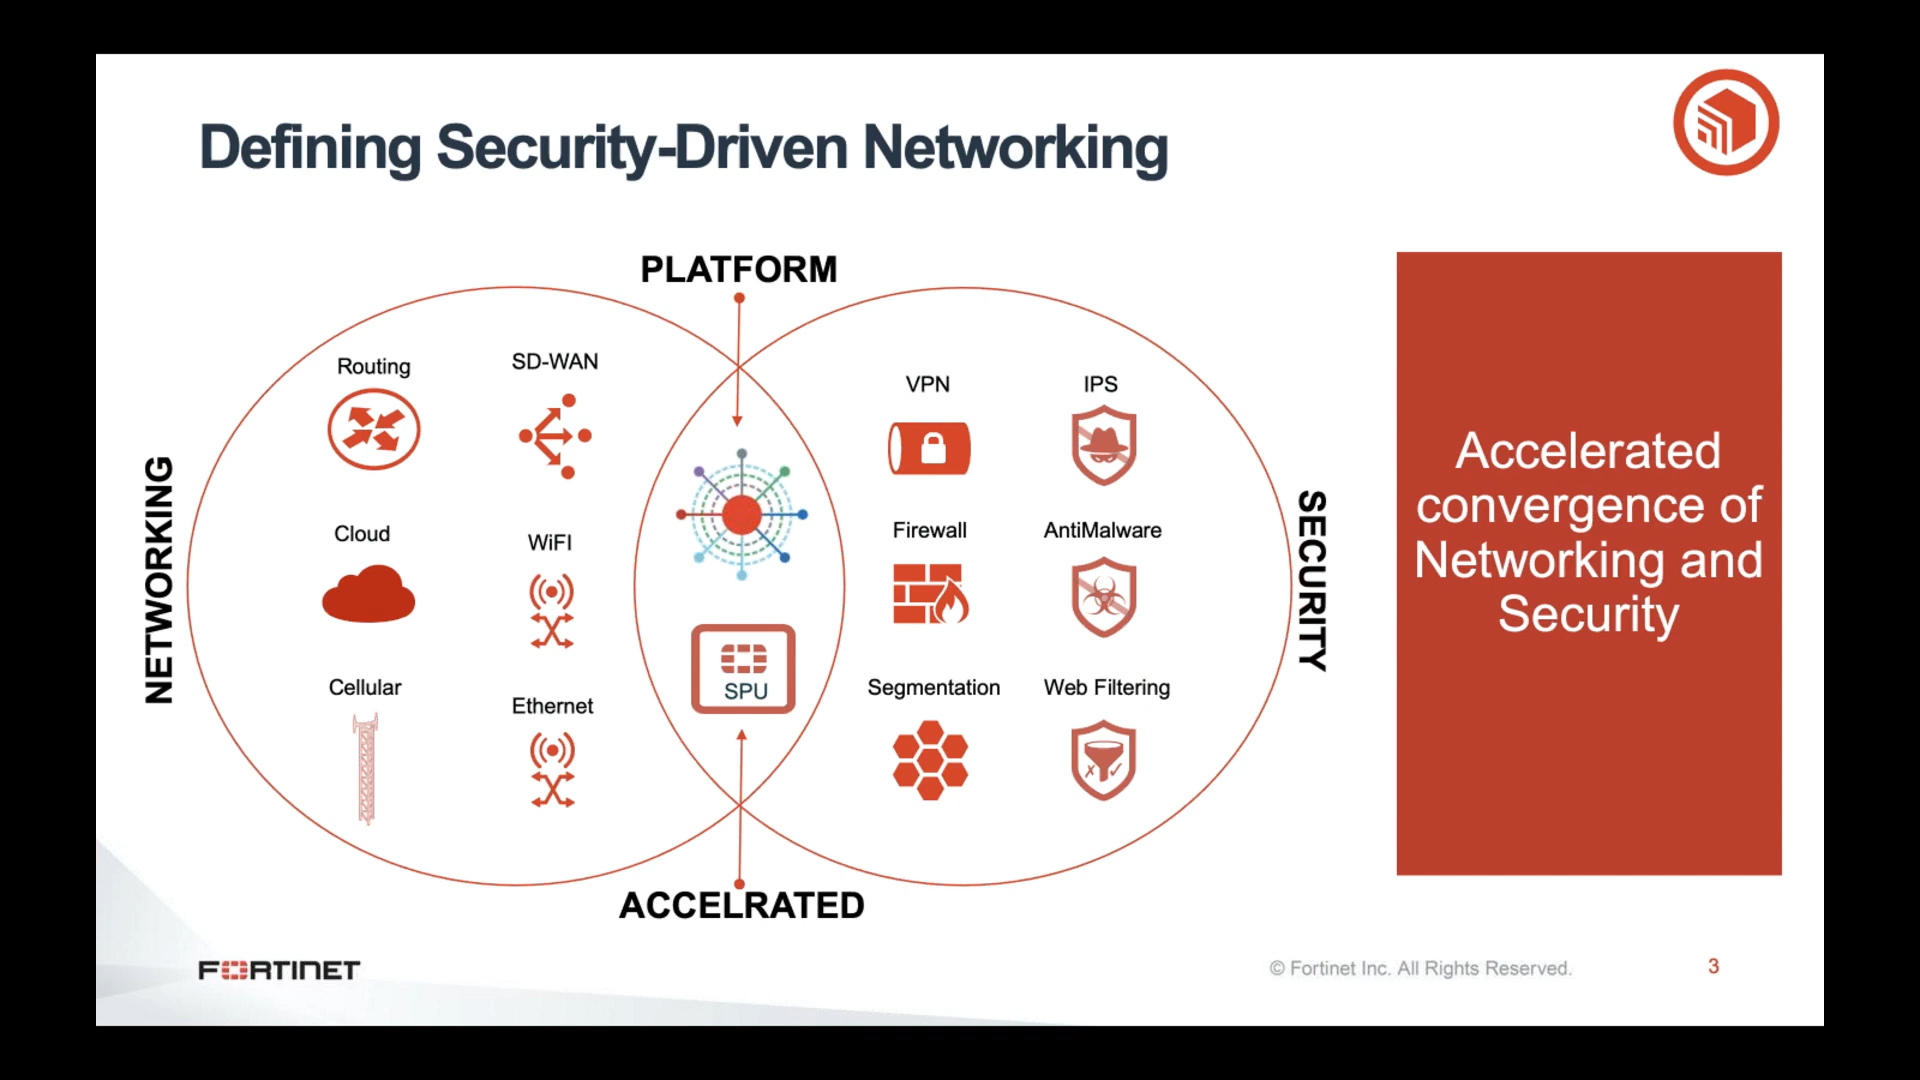 Defining Security-Driven Networking
PLATFORM
NETWORKING
Routing
SD-WAN
Cloud
WiFI
Cellular
Ethernet
SPU
VPN
IPS
Firewall
AntiMalware
Segmentation
Web Filtering
SECURITY
ACCELRATED
Accelerated
convergence of
Networking and
Security
FORTINET
© Fortinet Inc. All Rights Reserved.
3